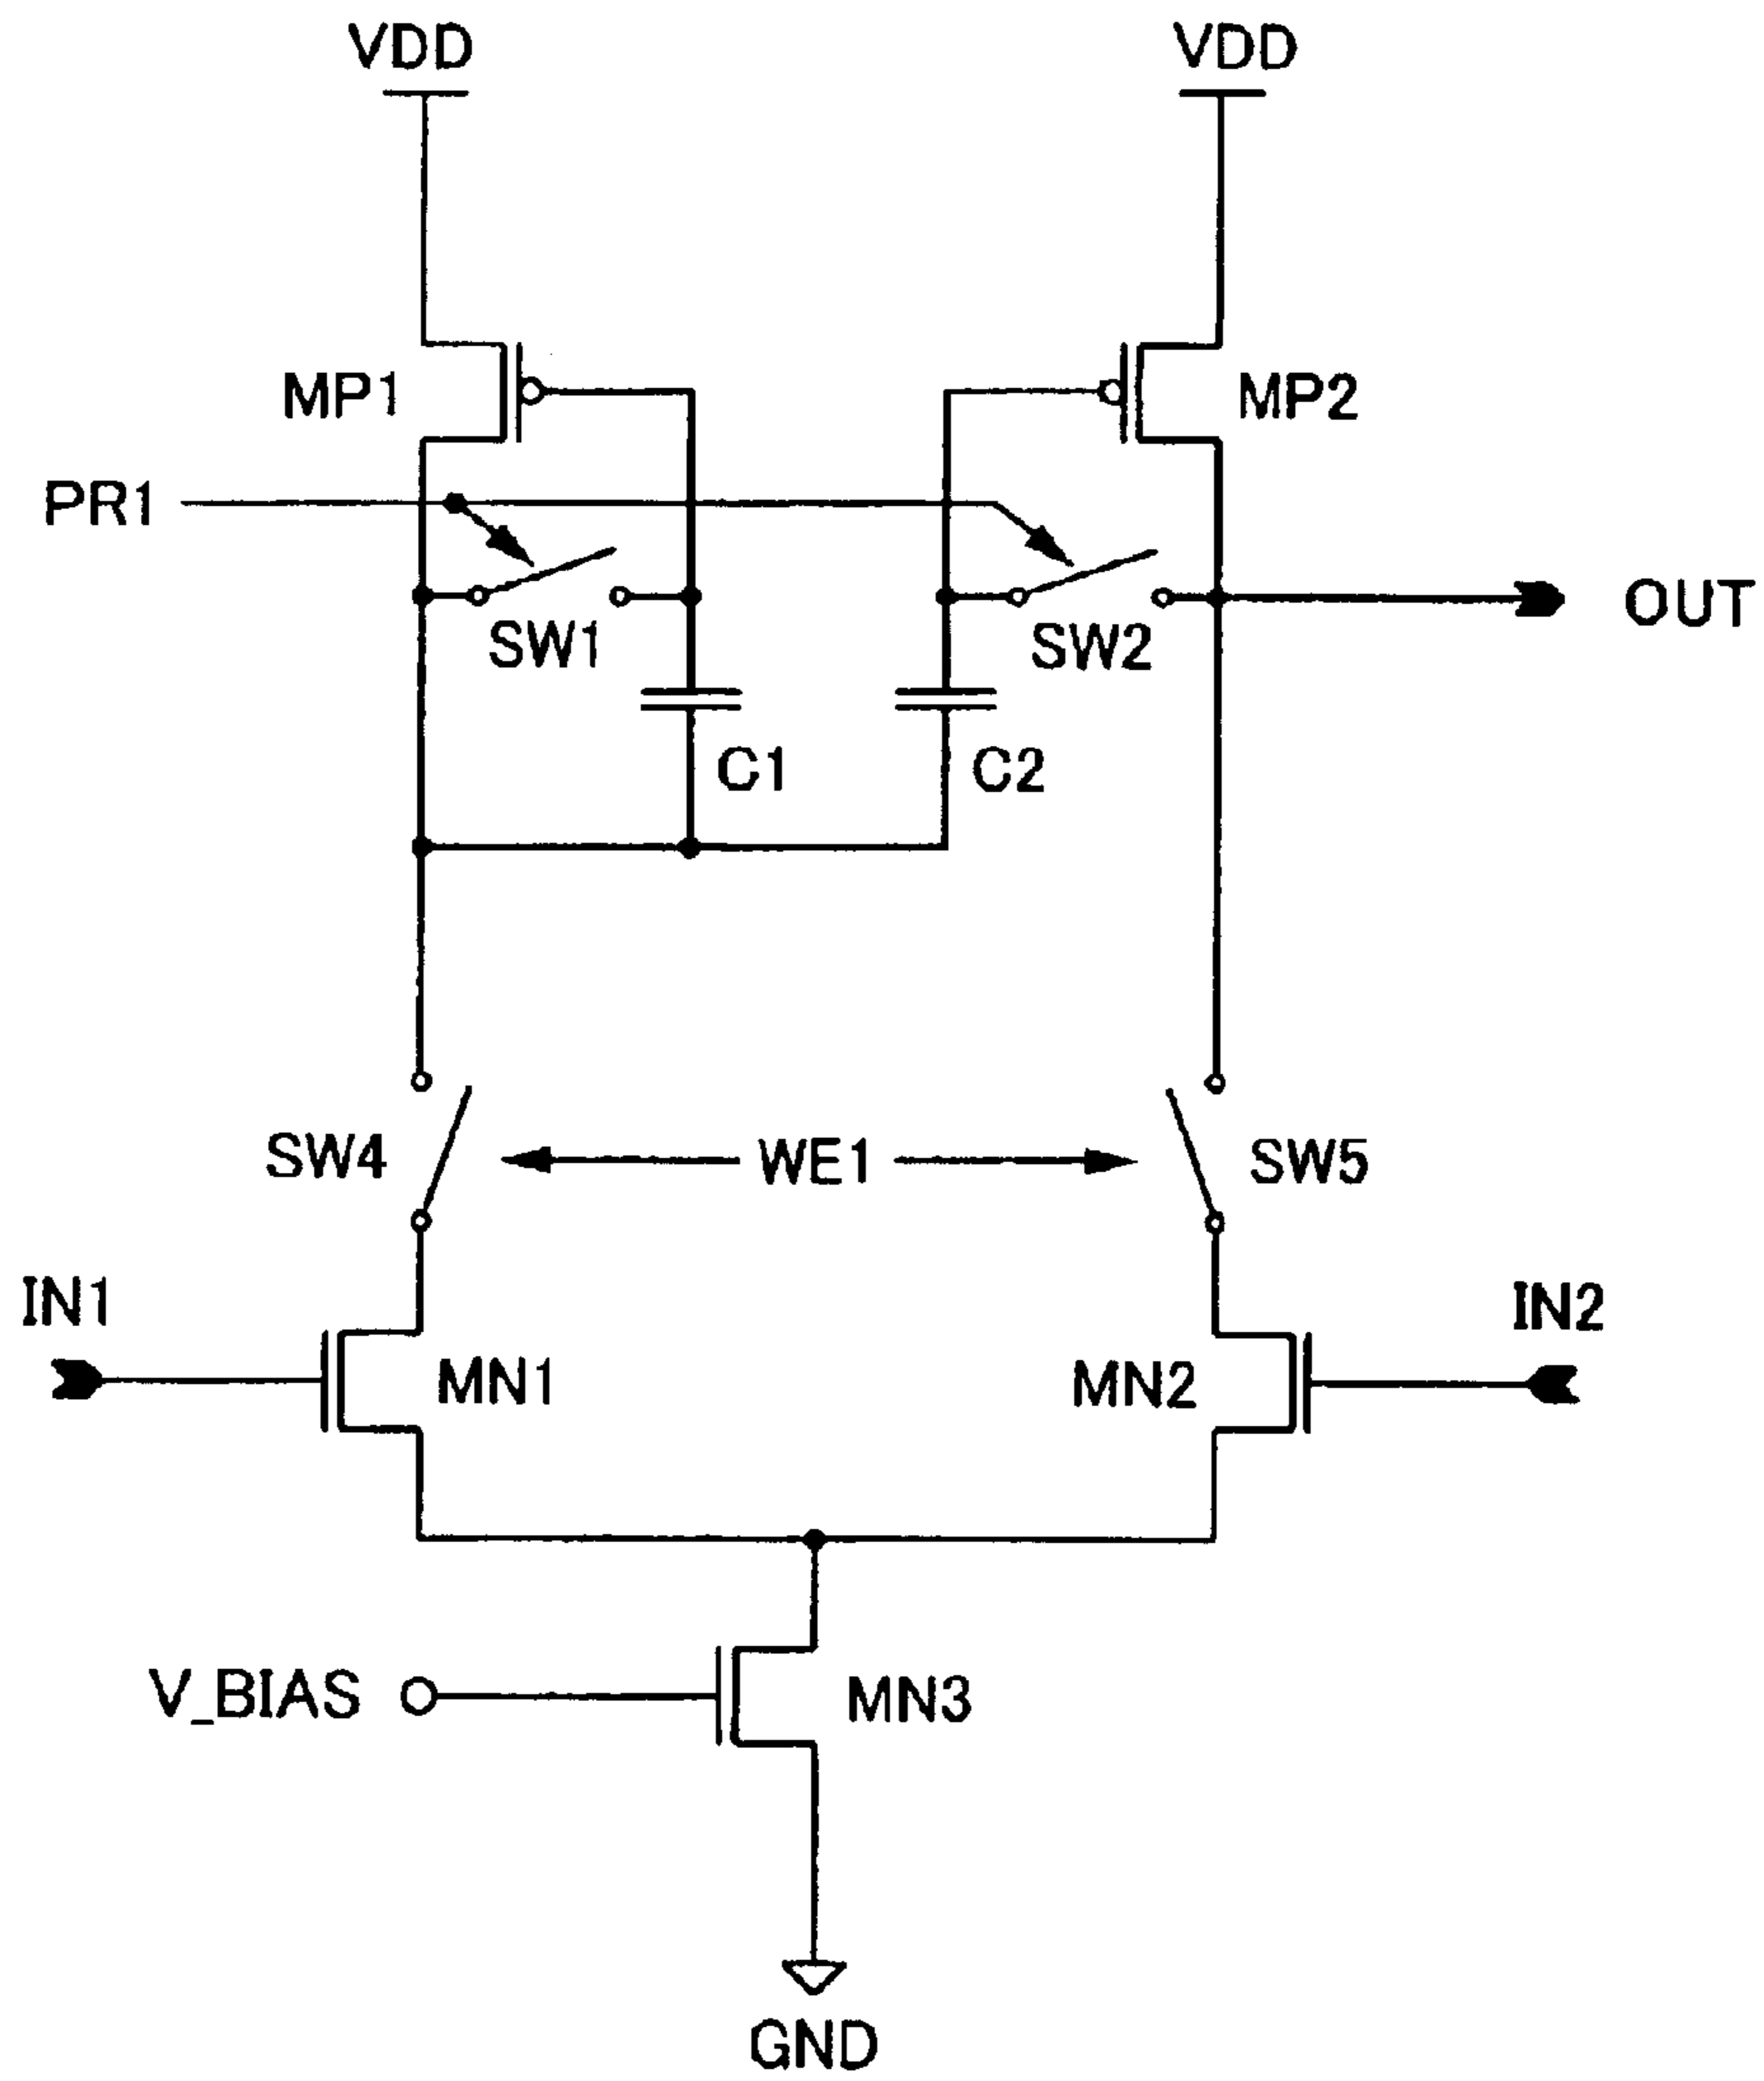 VDD VDD
MP1 MP2
PR1
SW1 SW2 OUT
C1 C2
SW4 WE1 SW5
IN1 IN2
MN1 MN2
V_BIAS MN3
GND